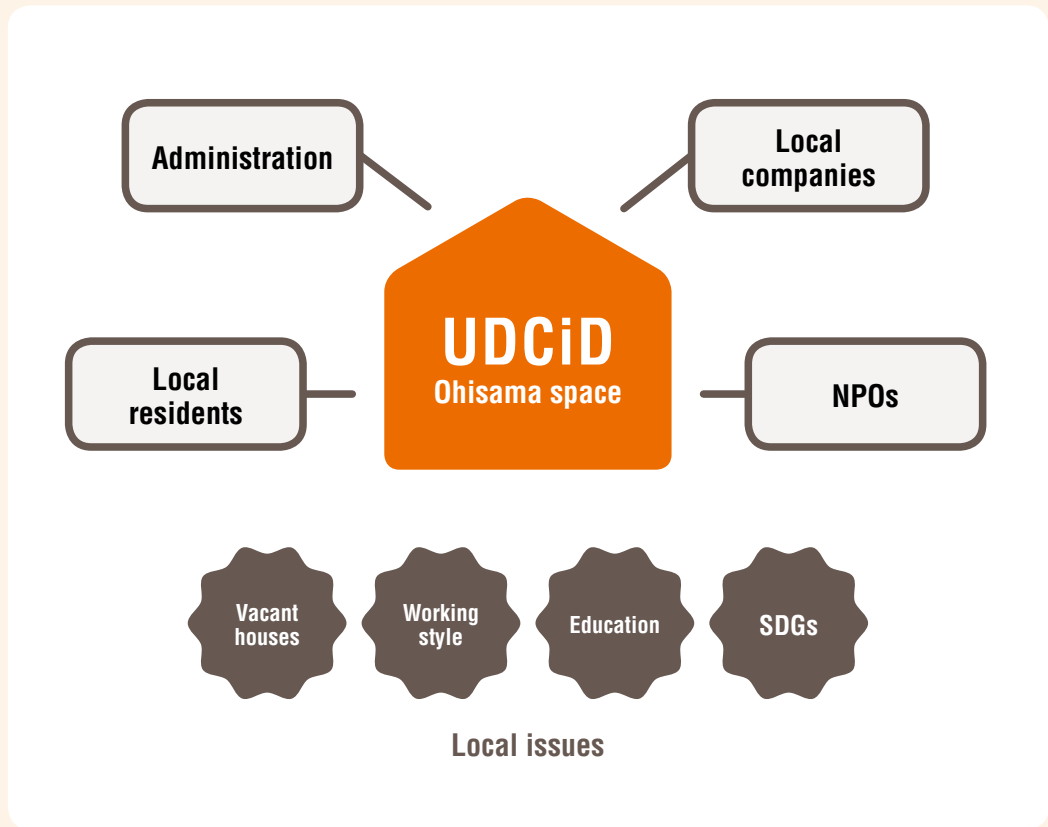 Administration
Local
companies
UDCiD
Ohisama space
Local
residents
NPOs
Vacant
houses
Working
style
Education
SDGs
Local issues